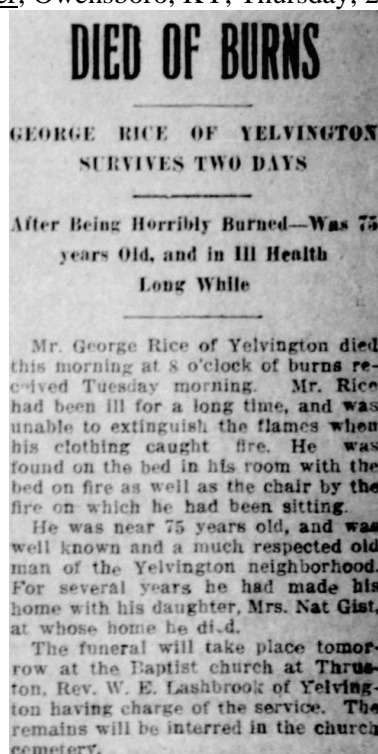 Owensboro, KY, Thursday, 2
DIED OF BURNS
GEORGE RICE OF YELVINGTON
SURVIVES TWO DAYS
After Being Horribly Burned—Was 75
years Old, and in Ill Health
Long While
Mr. George Rice of Yelvington died
this morning at 8 o'clock of burns re-
ceived Tuesday morning. Mr. Rice
had been ill for a long time, and was
unable to extinguish the flames when
his clothing caught fire. He was
found on the bed in his room with the
bed on fire as well as the chair by the
fire on which he had been sitting.
He was near 75 years old, and was
well known and a much respected old
man of the Yelvington neighborhood.
For several years he had made his
home with his daughter, Mrs. Nat Gist,
at whose home he died.
The funeral will take place tomor-
row at the Baptist church at Thrus-
ton, Rev. W. E. Lashbrook of Yelving-
ton having charge of the service. The
remains will be interred in the church
cemetery.